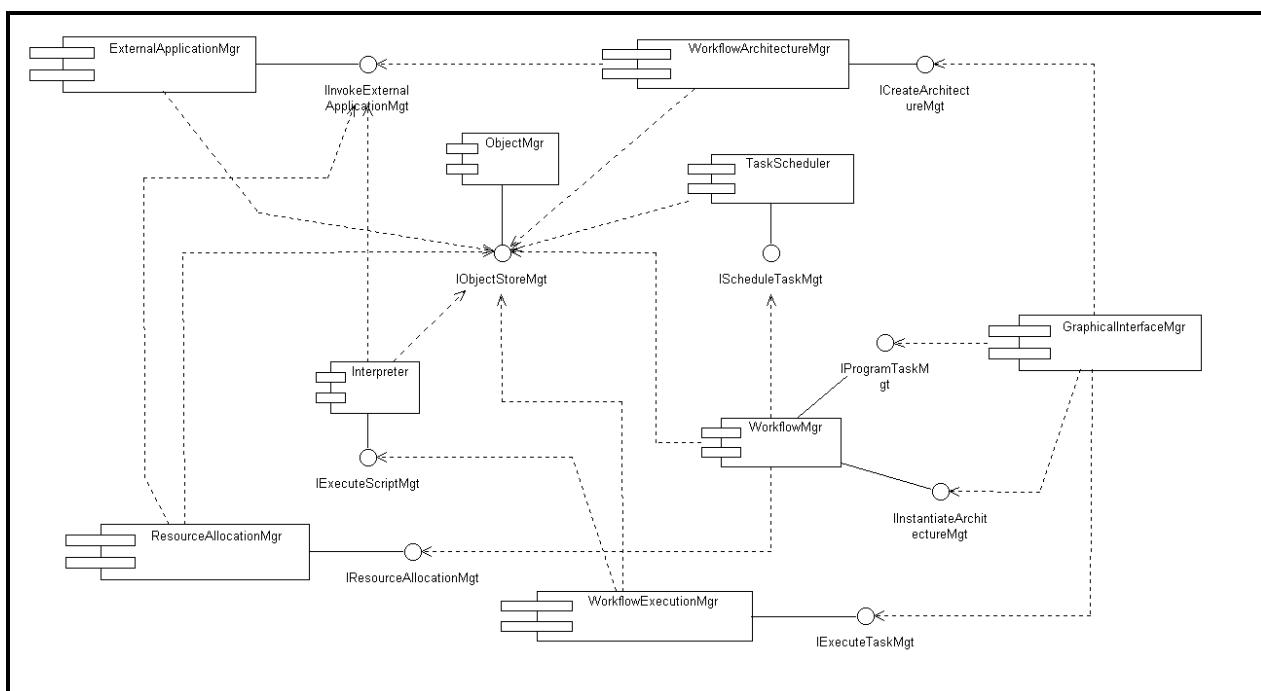 ExternalApplicationMgr
WorkflowArchitectureMgr
IInvokeExternal
ApplicationMgt
ICreateArchitect
ureMgt
ObjectMgr
TaskScheduler
IObjectStoreMgt
IScheduleTaskMgt
GraphicalInterfaceMgr
IProgramTaskM
gt
Interpreter
WorkflowMgr
IExecuteScriptMgt
IInstantiateArchit
ectureMgt
ResourceAllocationMgr
IResourceAllocationMgt
WorkflowExecutionMgr
IExecuteTaskMgt